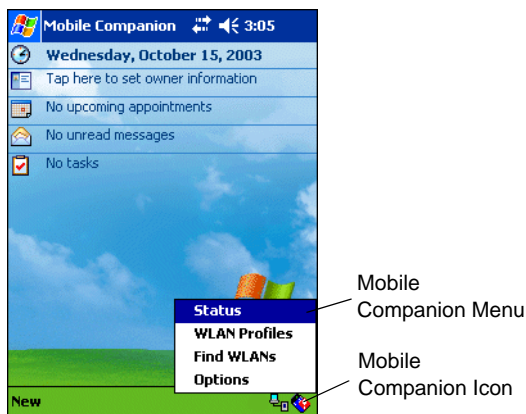 Mobile Companion 3:05
Wednesday, October 15, 2003
Tap here to set owner information
No upcoming appointments
No unread messages
No tasks
Status
WLAN Profiles
Find WLANs
Options
New
Mobile
Companion Menu
Mobile
Companion Icon